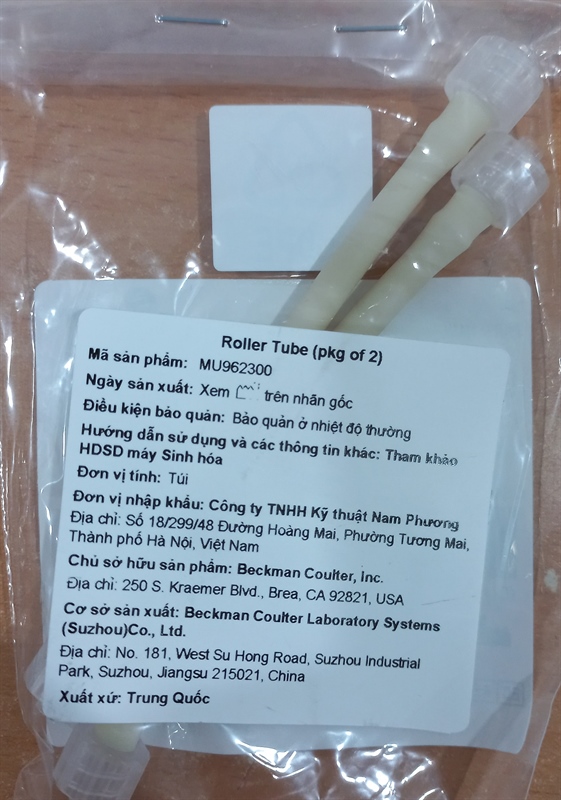 Roller Tube (pkg of 2)
Mã sản phẩm: MU962300
Ngày sản xuất: Xem trên nhãn gốc
Điều kiện bảo quản: Bảo quản ở nhiệt độ thường
Hướng dẫn sử dụng và các thông tin khác: Tham khảo
HDSD máy Sinh hóa
Đơn vị tính: Túi
Đơn vị nhập khẩu: Công ty TNHH Kỹ thuật Nam Phương
Địa chỉ: Số 18/299/48 Đường Hoàng Mai, Phường Tương Mai,
Thành phố Hà Nội, Việt Nam
Chủ sở hữu sản phẩm: Beckman Coulter, Inc.
Địa chỉ: 250 S. Kraemer Blvd., Brea, CA 92821, USA
Cơ sở sản xuất: Beckman Coulter Laboratory Systems
(Suzhou)Co., Ltd.
Địa chỉ: No. 181, West Su Hong Road, Suzhou Industrial
Park, Suzhou, Jiangsu 215021, China
Xuất xứ: Trung Quốc